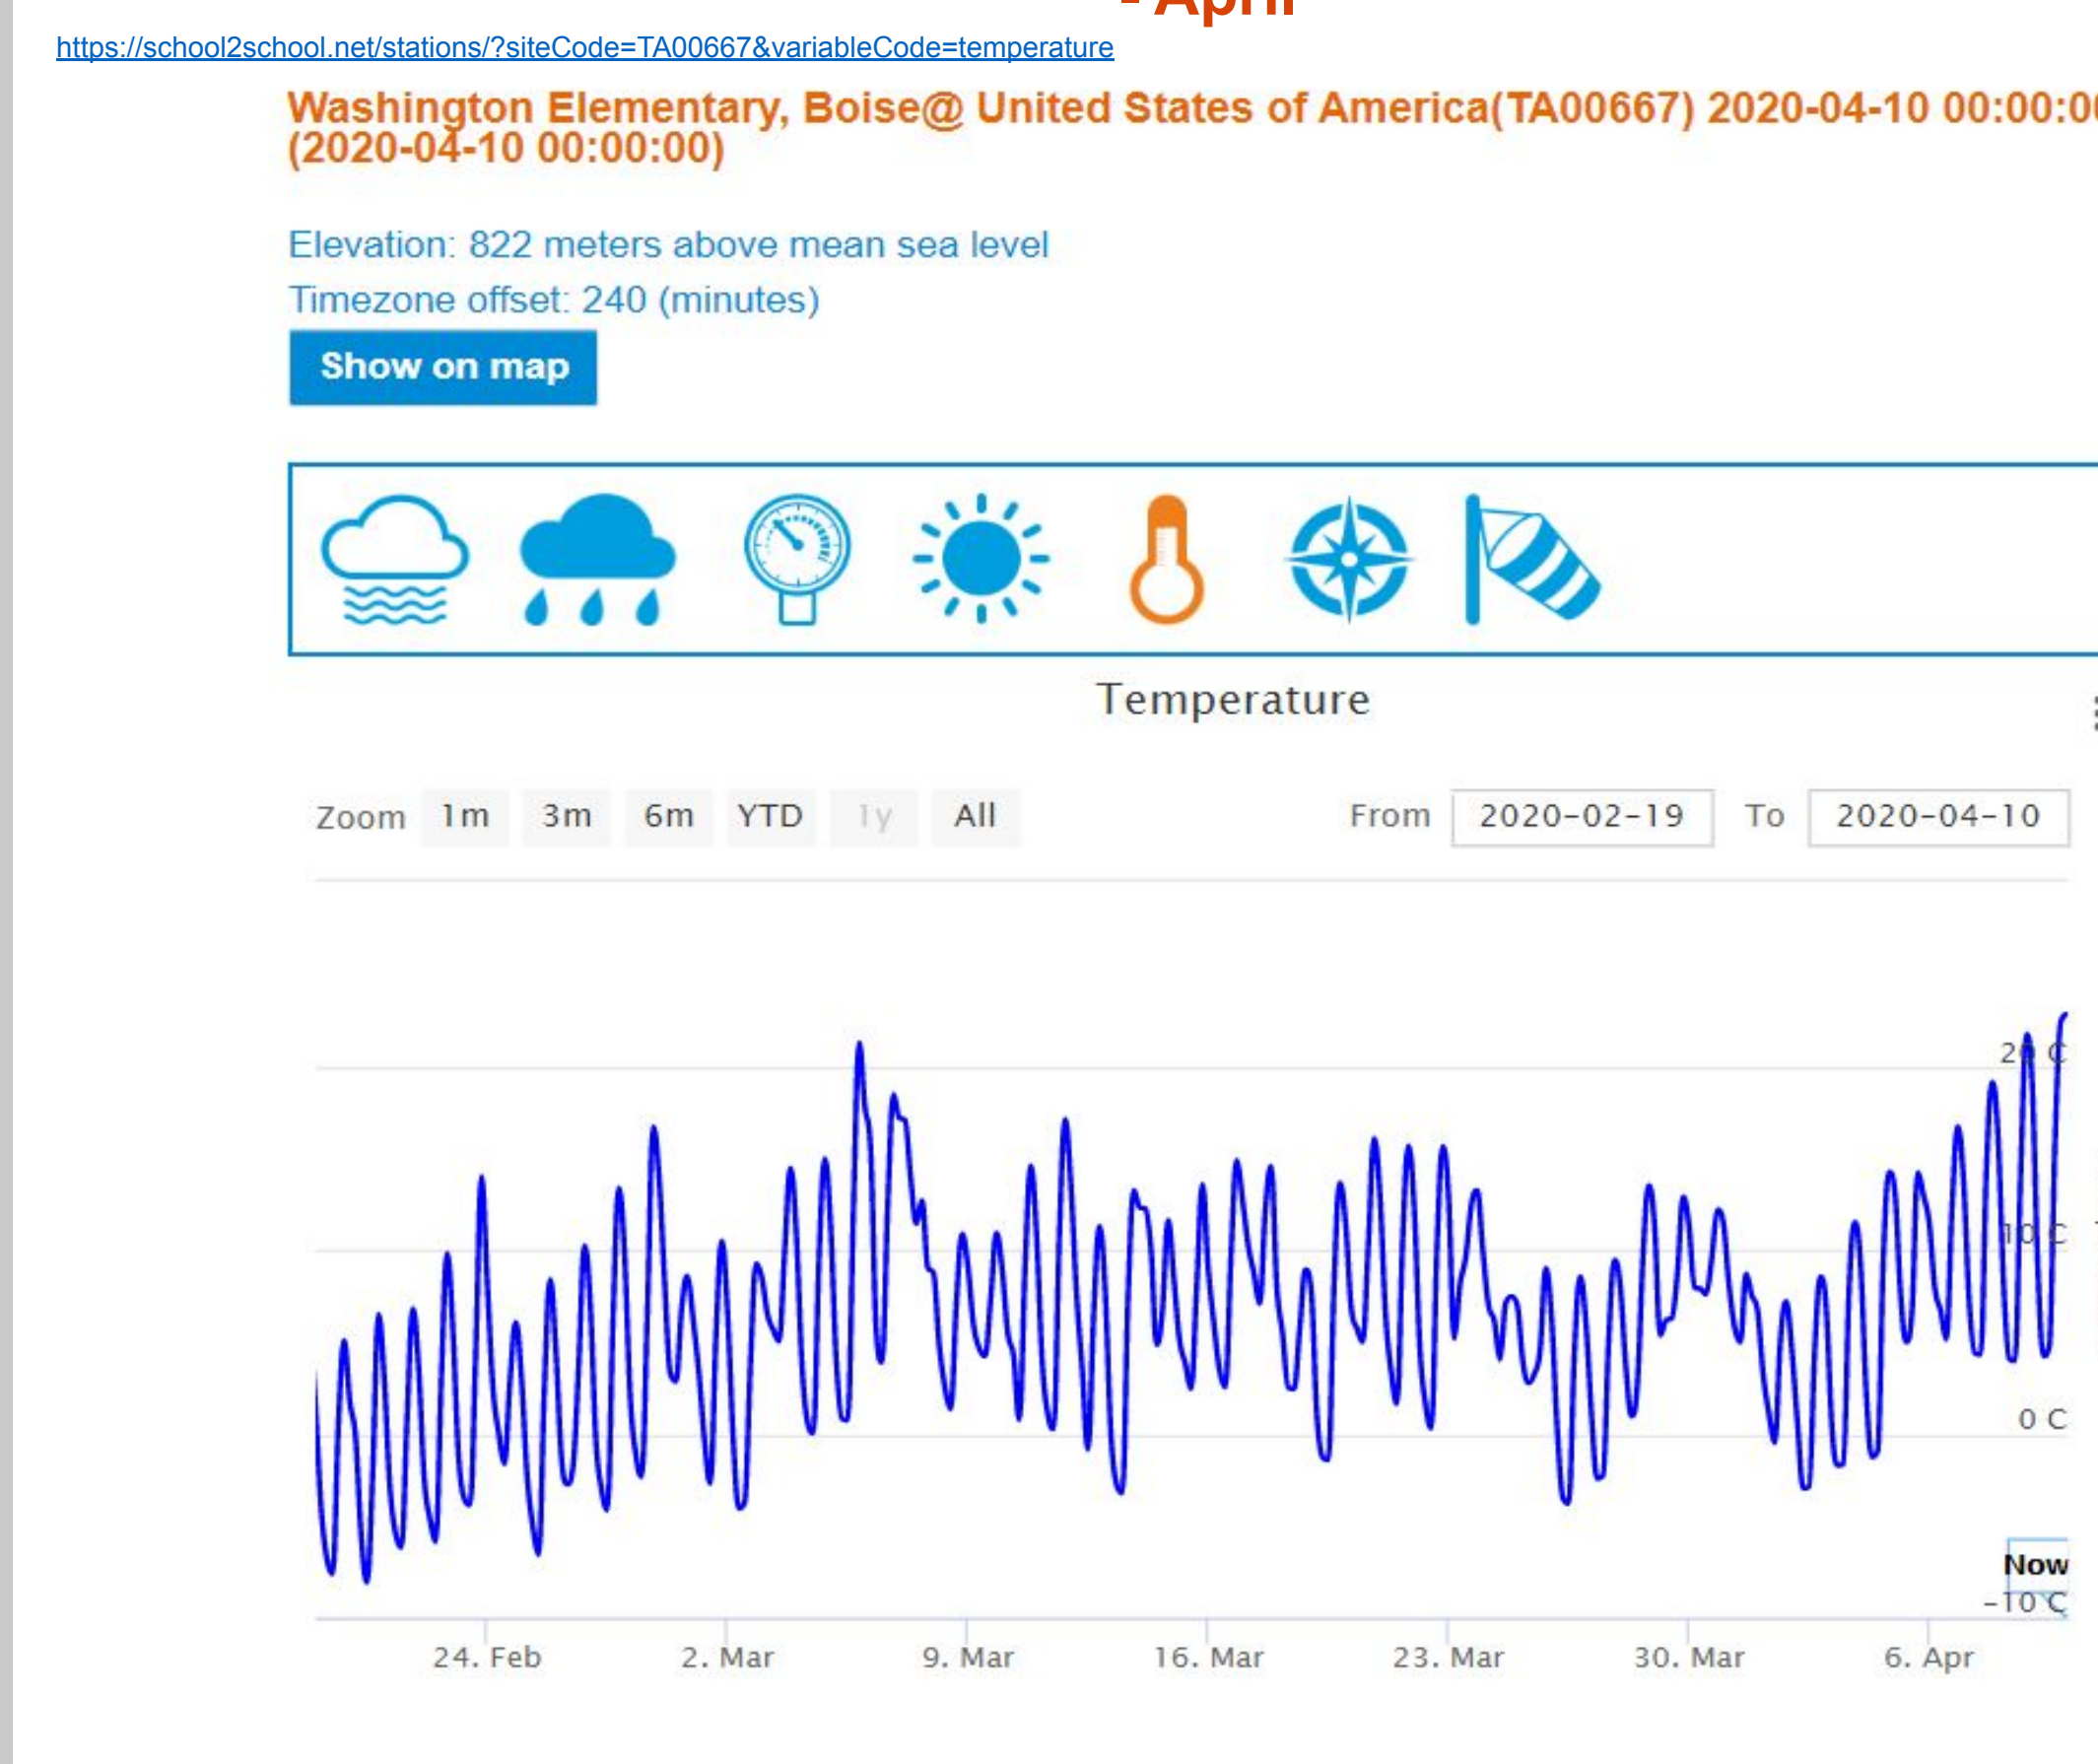 - April
https://school2school.net/stations/?siteCode=TA00667&variableCode=temperature
Washington Elementary, Boise@ United States of America(TA00667) 2020-04-10 00:00:00
(2020-04-10 00:00:00)
Elevation: 822 meters above mean sea level
Timezone offset: 240 (minutes)
Show on map
Temperature
Zoom 1m 3m 6m YTD 1y All From 2020-02-19 To 2020-04-10
20 C
10 C
0 C
Now
-10 C
24. Feb 2. Mar 9. Mar 16. Mar 23. Mar 30. Mar 6. Apr